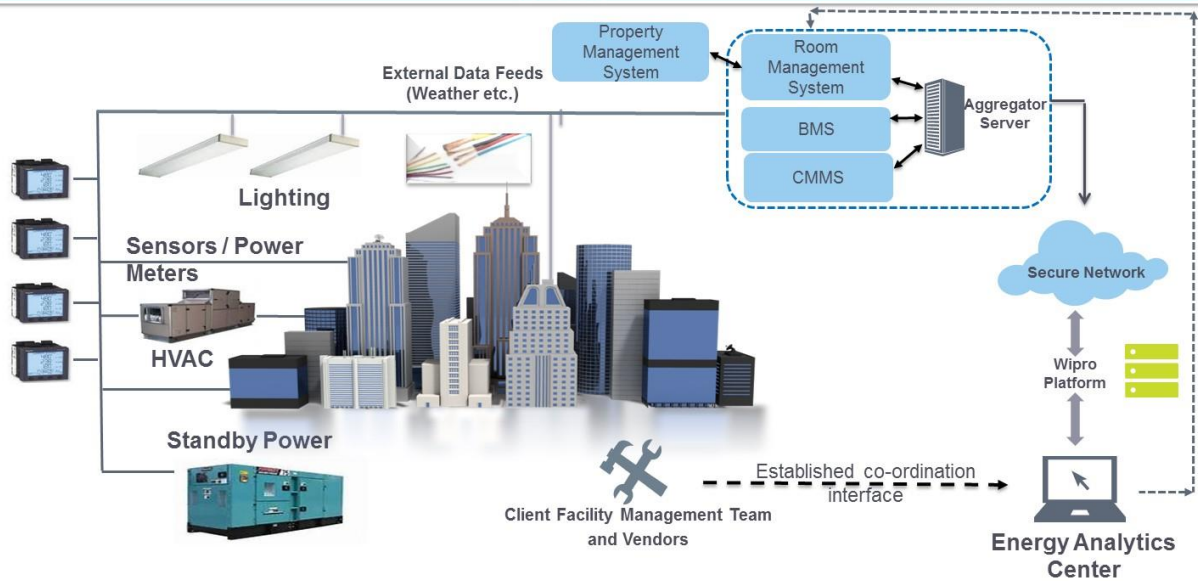 Property
Management
System
Room
Management
System
External Data Feeds
(Weather etc.)
Aggregator
Server
BMS
CMMS
Lighting
Sensors / Power
Meters
Secure Network
HVAC
Wipro
Platform
Standby Power
Established co-ordination
interface
Client Facility Management Team
and Vendors
Energy Analytics
Center